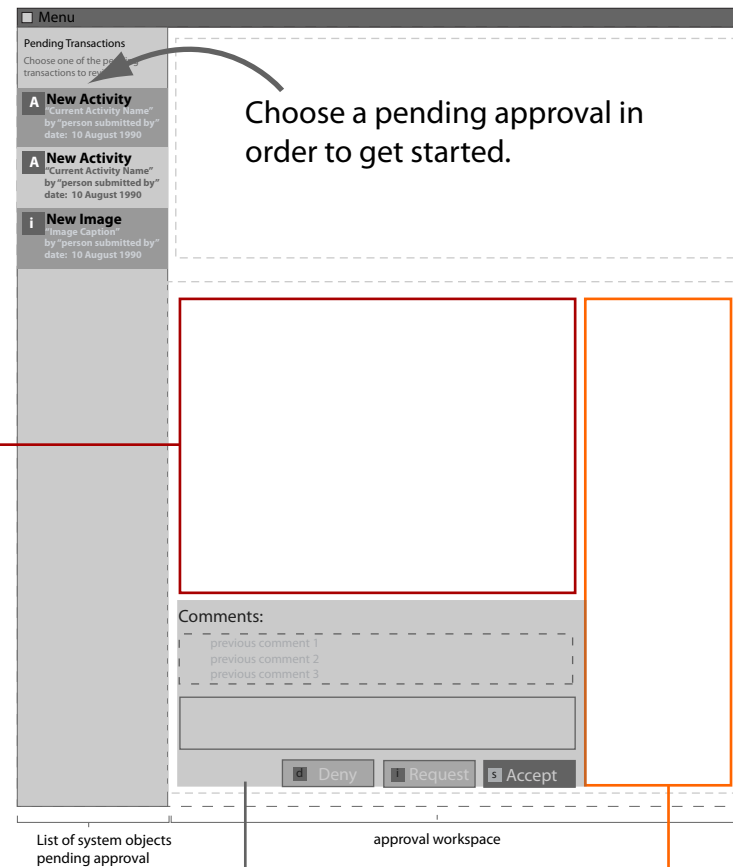 Menu
Pending Transactions
Choose one of the pending
transactions to
Choose a pending approval in
order to get started.
A New Activity
"Current Activity Name"
by "person submitted by"
date: 10 August 1990
A New Activity
"Current Activity Name"
by "person submitted by"
date: 10 August 1990
i New Image
"Image Caption"
by "person submitted by"
date: 10 August 1990
Comments:
previous comment 1
previous comment 2
previous comment 3
d Deny
i Request
s Accept
List of system objects
pending approval
approval workspace